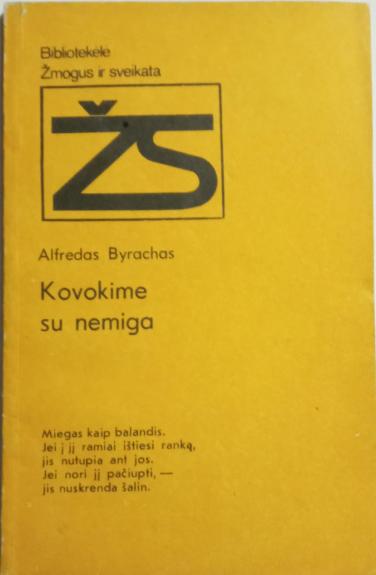 Bibliotekėlė
Žmogus ir sveikata
ŽS
Alfredas Byrachas
Kovokime
su nemiga
Miegas kaip balandis.
Jei į jį ramiai ištiesi ranką,
jis nutupia ant jos.
Jei nori jį pačiupti, —
jis nuskrenda šalin.